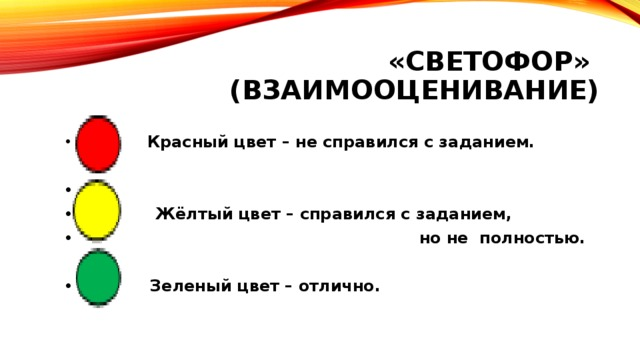 «СВЕТОФОР»
(ВЗАИМООЦЕНИВАНИЕ)
Красный цвет – не справился с заданием.
Жёлтый цвет – справился с заданием,
но не полностью.
Зеленый цвет – отлично.